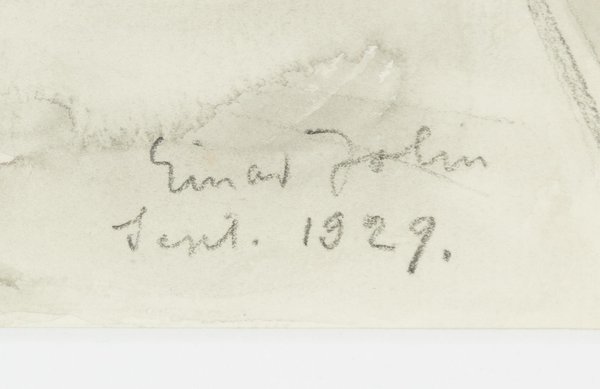 Einar Jolin
Sept. 1929.